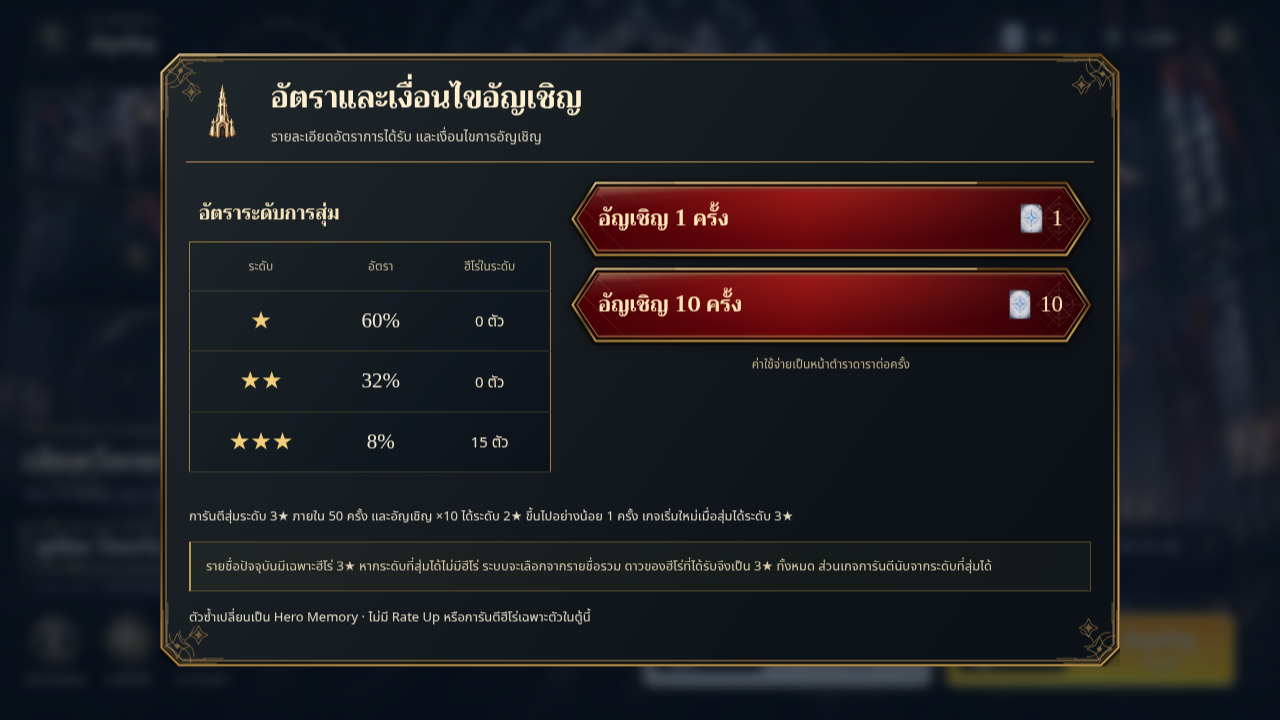 อัตราและเงื่อนไขอัญเชิญ
รายละเอียดอัตราการได้รับ และเงื่อนไขการอัญเชิญ
อัตราระดับการสุ่ม
ระดับ อัตรา ฮีโร่ในระดับ
★ 60% 0 ตัว
★★ 32% 0 ตัว
★★★ 8% 15 ตัว
อัญเชิญ 1 ครั้ง 1
อัญเชิญ 10 ครั้ง 10
ค่าใช้จ่ายเป็นหน้าตำราดาราต่อครั้ง
การันตีสุ่มระดับ 3★ ภายใน 50 ครั้ง และอัญเชิญ ×10 ได้ระดับ 2★ ขึ้นไปอย่างน้อย 1 ครั้ง เกจเริ่มใหม่เมื่อสุ่มได้ระดับ 3★
รายชื่อปัจจุบันมีเฉพาะฮีโร่ 3★ หากระดับที่สุ่มได้ไม่มีฮีโร่ ระบบจะเลือกจากรายชื่อรวม ดาวของฮีโร่ที่ได้รับจึงเป็น 3★ ทั้งหมด ส่วนเกจการันตีนับจากระดับที่สุ่มได้
ตัวซ้ำเปลี่ยนเป็น Hero Memory · ไม่มี Rate Up หรือการันตีฮีโร่เฉพาะตัวในตู้นี้